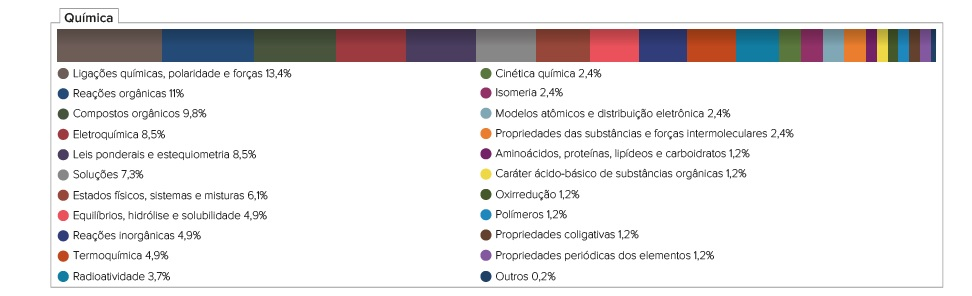 Química
Ligações químicas, polaridade e forças 13,4%
Reações orgânicas 11%
Compostos orgânicos 9,8%
Eletroquímica 8,5%
Leis ponderais e estequiometria 8,5%
Soluções 7,3%
Estados físicos, sistemas e misturas 6,1%
Equilíbrios, hidrólise e solubilidade 4,9%
Reações inorgânicas 4,9%
Termoquímica 4,9%
Radioatividade 3,7%
Cinética química 2,4%
Isomeria 2,4%
Modelos atômicos e distribuição eletrônica 2,4%
Propriedades das substâncias e forças intermoleculares 2,4%
Aminoácidos, proteínas, lipídeos e carboidratos 1,2%
Caráter ácido-básico de substâncias orgânicas 1,2%
Oxirredução 1,2%
Polímeros 1,2%
Propriedades coligativas 1,2%
Propriedades periódicas dos elementos 1,2%
Outros 0,2%